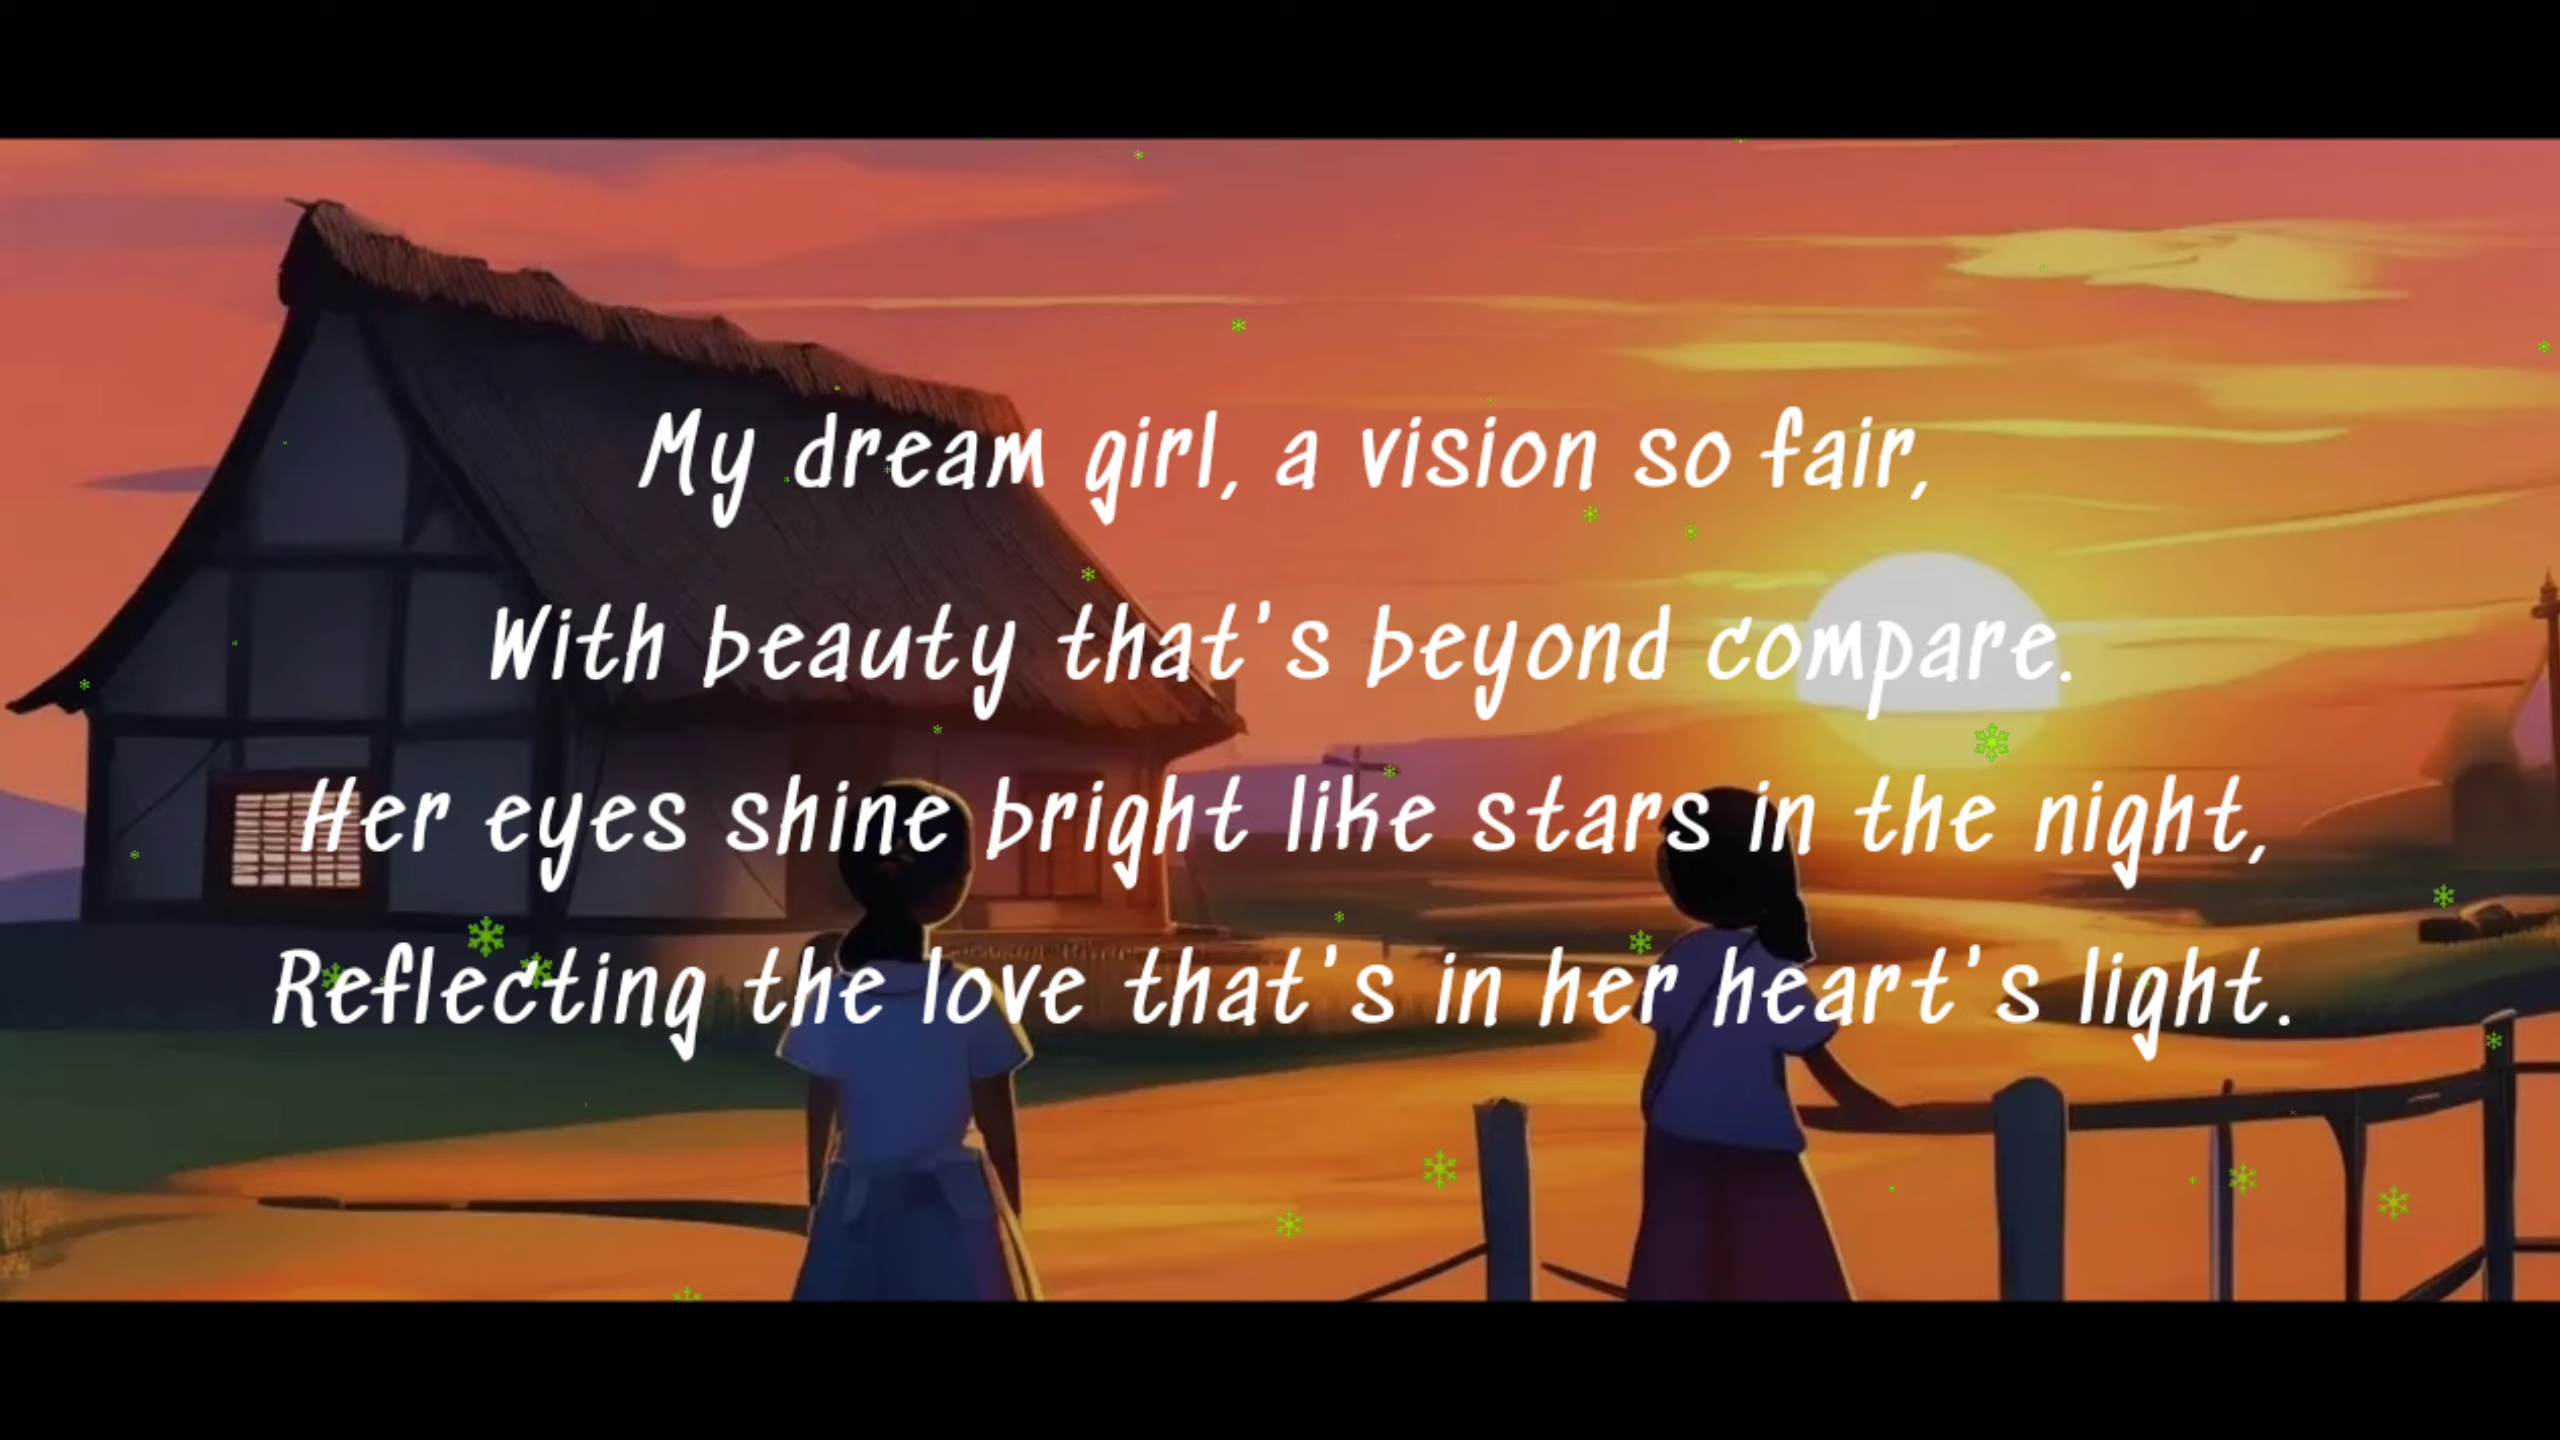 My dream girl, a vision so fair,
With beauty that's beyond compare.
Her eyes shine bright like stars in the night,
Reflecting the love that's in her heart's light.